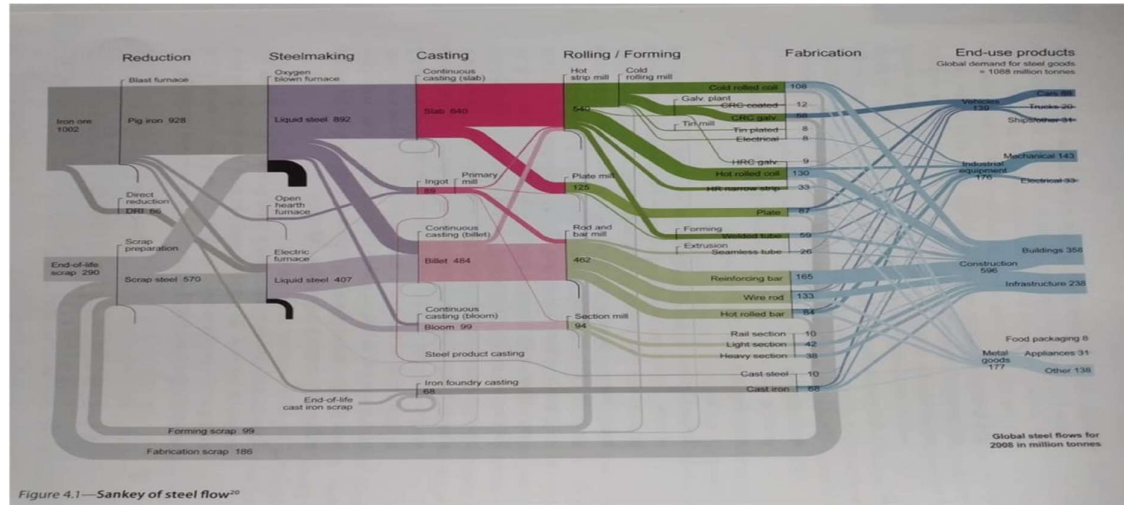 Reduction
Steelmaking
Casting
Rolling / Forming
Fabrication
End-use products
Global demand for steel goods
= 1088 million tonnes
Blast furnace
Iron ore
1002
Pig iron 928
Direct
reduction
DRI 66
Scrap
preparation
End-of-life
scrap 290
Scrap steel 570
Oxygen
blown furnace
Liquid steel 892
Open
hearth
furnace
Electric
furnace
Liquid steel 407
Continuous
casting (slab)
Slab 640
Ingot
Primary
mill
Continuous
casting (billet)
Billet 484
Continuous
casting (bloom)
Bloom 99
Steel product casting
Iron foundry casting
68
End-of-life
cast iron scrap
Hot
strip mill
Cold
rolling mill
540
Galv. plant
Tin mill
Plate mill
125
Rod and
bar mill
462
Forming
Extrusion
Section mill
94
Cold rolled coil 108
CRC coated 12
CRC galv. 56
Tin plated 8
Electrical 8
HRC galv. 9
Hot rolled coil 130
HR narrow strip 33
Plate 87
Welded tube 59
Seamless tube 26
Reinforcing bar 165
Wire rod 133
Hot rolled bar 84
Rail section 10
Light section 42
Heavy section 38
Cast steel 10
Cast iron 68
Vehicles
139
Cars 88
Trucks 20
Ships/other 31
Industrial
equipment
176
Mechanical 143
Electrical 33
Construction
596
Buildings 358
Infrastructure 238
Metal
goods
177
Food packaging 8
Appliances 31
Other 138
Forming scrap 99
Fabrication scrap 186
Global steel flows for
2008 in million tonnes
Figure 4.1—Sankey of steel flow²⁰